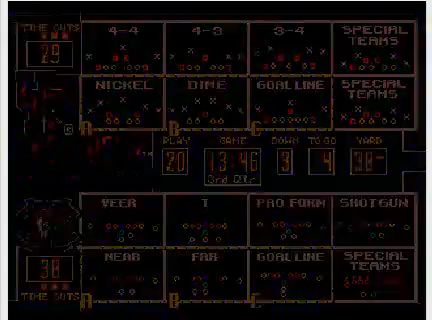 TIME OUTS
29
4-4 4-3 3-4 SPECIAL TEAMS
NICKEL DIME GOAL LINE SPECIAL TEAMS
A B C
PLAY GAME DOWN TO GO YARD
20 13:46 3 4 30
3rd Qtr
VEER T PRO FORM SHOTGUN
NEAR FAR GOAL LINE SPECIAL TEAMS
30
TIME OUTS
A B C